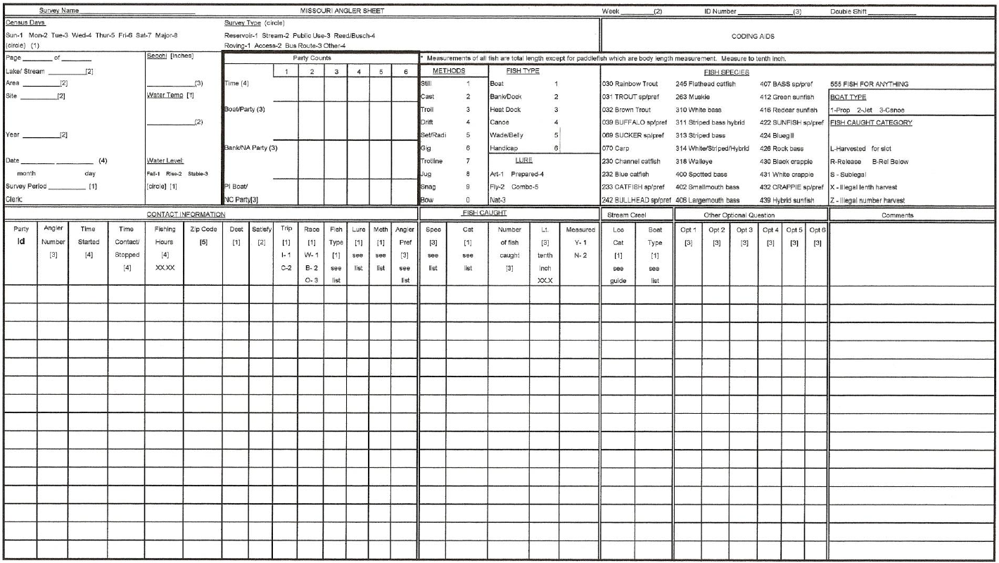 Survey Name MISSOURI ANGLER SHEET Week (2) ID Number (3) Double Shift
Census Days
Sun-1 Mon-2 Tue-3 Wed-4 Thur-5 Fri-6 Sat-7 Major-8
(circle) (1)
Survey Type (circle)
Reservoir-1 Stream-2 Public Use-3 Reed/Busch-4
Roving-1 Access-2 Bus Route-3 Other-4
CODING AIDS
Page of
Lake/ Stream [2]
Area [2]
Site [2]
Year [2]
Date (4)
month day
Survey Period [1]
Clerk:
Secchi [inches]
(3)
Water Temp [1]
(2)
Water Level:
Fall-1 Rise-2 Stable-3
[circle] [1]
Party Counts
1 2 3 4 5 6
Time (4)
Boat/Party (3)
Bank/NA Party (3)
PI Boat/
NC Party[3]
* Measurements of all fish are total length except for paddlefish which are body length measurement. Measure to tenth inch.
METHODS
Still 1
Cast 2
Troll 3
Drift 4
Set/Radi 5
Gig 6
Trotline 7
Jug 8
Snag 9
Bow 0
FISH TYPE
Boat 1
Bank/Dock 2
Heat Dock 3
Canoe 4
Wade/Belly 5
Handicap 6
LURE
Art-1 Prepared-4
Fly-2 Combo-5
Nat-3
FISH SPECIES
030 Rainbow Trout 245 Flathead catfish 407 BASS sp/pref
031 TROUT sp/pref 263 Muskie 412 Green sunfish
032 Brown Trout 310 White bass 416 Redear sunfish
039 BUFFALO sp/pref 311 Striped bass hybrid 422 SUNFISH sp/pref
069 SUCKER sp/pref 313 Striped bass 424 Bluegill
070 Carp 314 White/Striped/Hybrid 426 Rock bass
230 Channel catfish 318 Walleye 430 Black crappie
232 Blue catfish 400 Spotted bass 431 White crappie
233 CATFISH sp/pref 402 Smallmouth bass 432 CRAPPIE sp/pref
242 BULLHEAD sp/pref 406 Largemouth bass 439 Hybrid sunfish
555 FISH FOR ANYTHING
BOAT TYPE
1-Prop 2-Jet 3-Canoe
FISH CAUGHT CATEGORY
L-Harvested for slot
R-Release B-Rel Below
S - Sublegal
X - Illegal lenth harvest
Z - Illegal number harvest
CONTACT INFORMATION FISH CAUGHT Stream Creel Other Optional Question Comments
Party Angler Time Time Fishing Zip Code Dest Satisfy Trip Race Fish Lure Meth Angler Spec Cat Number Lt. Measured Loc Boat Opt 1 Opt 2 Opt 3 Opt 4 Opt 5 Opt 6
Id Number Started Contact/ Hours [5] [1] [2] [1] [1] Type [1] [1] Pref [3] [1] of fish [3] Y- 1 Cat Type [3] [3] [3] [3] [3] [3]
[3] [4] Stopped [4] I- 1 W- 1 [1] see see [3] see see caught tenth N- 2 [1] [1]
[4] XX.XX C-2 B- 2 see list list see list list [3] inch see see
O- 3 list list XX.X guide list